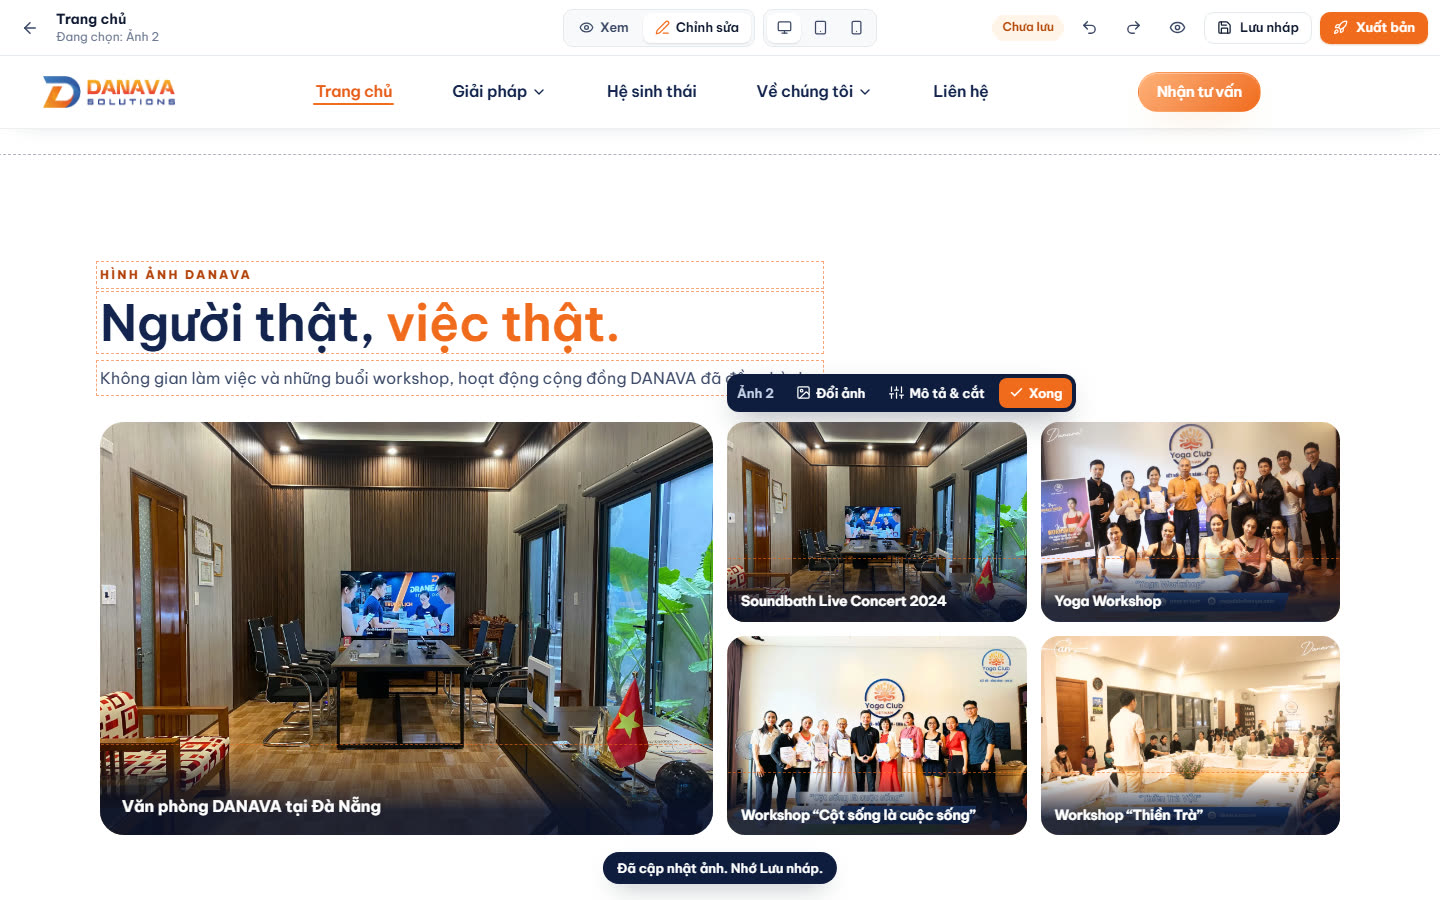 Trang chủ
Đang chọn: Ảnh 2
Xem
Chỉnh sửa
Chưa lưu
Lưu nháp
Xuất bản
DANAVA
SOLUTIONS
Trang chủ
Giải pháp
Hệ sinh thái
Về chúng tôi
Liên hệ
Nhận tư vấn
HÌNH ẢNH DANAVA
Người thật, việc thật.
Không gian làm việc và những buổi workshop, hoạt động cộng đồng DANAVA đã
Ảnh 2
Đổi ảnh
Mô tả & cắt
Xong
Văn phòng DANAVA tại Đà Nẵng
Soundbath Live Concert 2024
Yoga Club
Yoga Workshop
Yoga Club
Workshop “Cột sống là cuộc sống”
Workshop “Thiền Trà”
Đã cập nhật ảnh. Nhớ Lưu nháp.